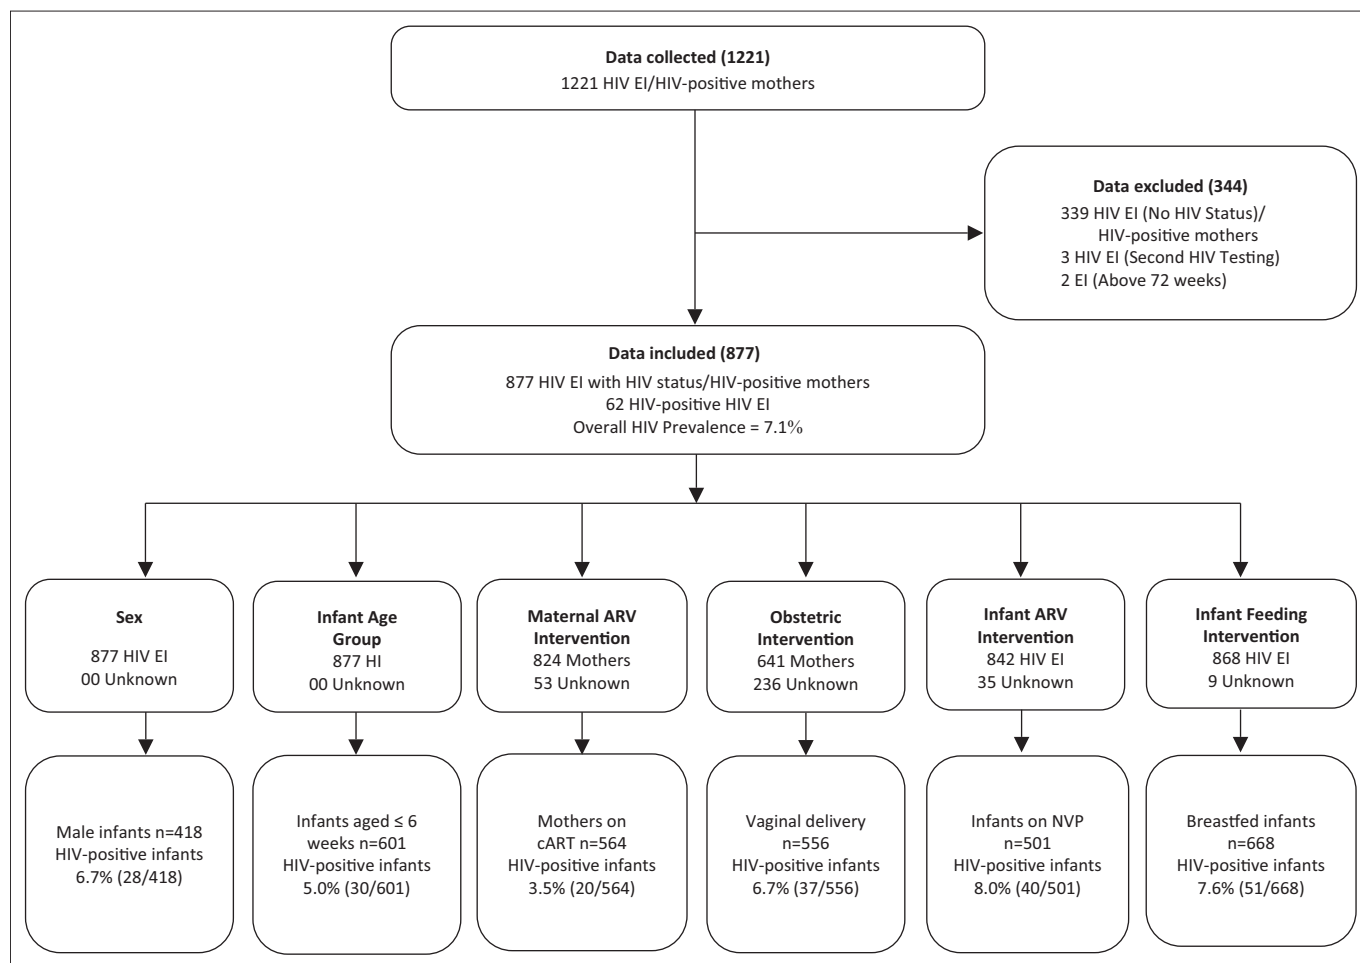 Data collected (1221)
1221 HIV EI/HIV-positive mothers
Data excluded (344)
339 HIV EI (No HIV Status)/
HIV-positive mothers
3 HIV EI (Second HIV Testing)
2 EI (Above 72 weeks)
Data included (877)
877 HIV EI with HIV status/HIV-positive mothers
62 HIV-positive HIV EI
Overall HIV Prevalence = 7.1%
Sex
877 HIV EI
00 Unknown
Infant Age
Group
877 HI
00 Unknown
Maternal ARV
Intervention
824 Mothers
53 Unknown
Obstetric
Intervention
641 Mothers
236 Unknown
Infant ARV
Intervention
842 HIV EI
35 Unknown
Infant Feeding
Intervention
868 HIV EI
9 Unknown
Male infants n=418
HIV-positive infants
6.7% (28/418)
Infants aged ≤ 6
weeks n=601
HIV-positive infants
5.0% (30/601)
Mothers on
cART n=564
HIV-positive infants
3.5% (20/564)
Vaginal delivery
n=556
HIV-positive infants
6.7% (37/556)
Infants on NVP
n=501
HIV-positive infants
8.0% (40/501)
Breastfed infants
n=668
HIV-positive infants
7.6% (51/668)